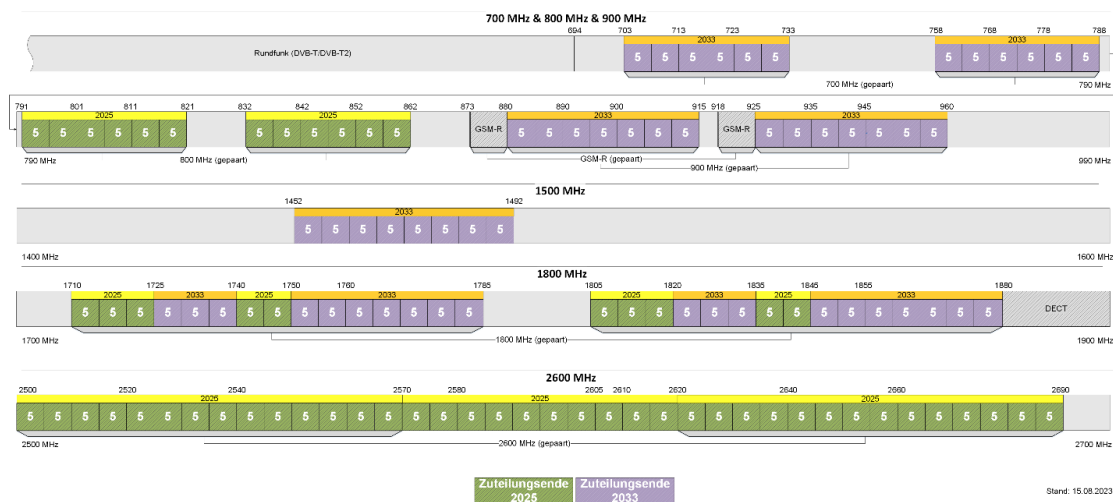 700 MHz & 800 MHz & 900 MHz
694 703 713 723 733 758 768 778 788
Rundfunk (DVB-T/DVB-T2) 2033 2033
5 5 5 5 5 5 5 5 5 5 5 5
700 MHz (gepaart) 790 MHz
791 801 811 821 832 842 852 862 873 880 890 900 915 918 925 935 945 960
2025 2025 2033 2033
5 5 5 5 5 5 5 5 5 5 5 5 GSM-R 5 5 5 5 5 5 5 GSM-R 5 5 5 5 5 5 5
790 MHz 800 MHz (gepaart) GSM-R (gepaart) 990 MHz
900 MHz (gepaart)
1500 MHz
1452 1492
2033
5 5 5 5 5 5 5 5
1400 MHz 1600 MHz
1800 MHz
1710 1725 1740 1750 1760 1785 1805 1820 1835 1845 1855 1880
2025 2033 2025 2033 2025 2033 2025 2033
5 5 5 5 5 5 5 5 5 5 5 5 5 5 5 5 5 5 5 5 5 5 5 5 5 5 5 5 5 5 DECT
1700 MHz 1800 MHz (gepaart) 1900 MHz
2600 MHz
2500 2520 2540 2570 2580 2605 2610 2620 2640 2660 2690
2025 2025 2025
5 5 5 5 5 5 5 5 5 5 5 5 5 5 5 5 5 5 5 5 5 5 5 5 5 5 5 5 5 5 5 5 5 5 5 5 5 5
2500 MHz 2600 MHz (gepaart) 2700 MHz
Zuteilungsende 2025 Zuteilungsende 2033
Stand: 15.08.2023